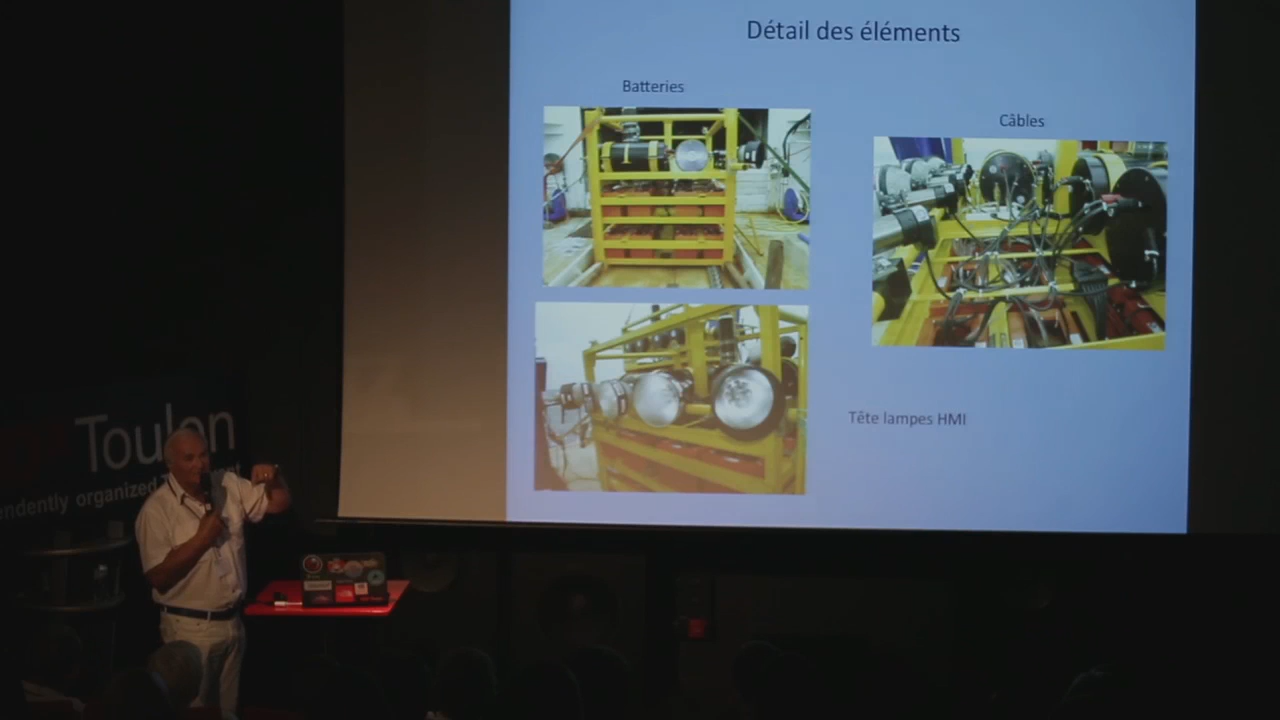 Détail des éléments
Batteries
Câbles
Tête lampes HMI
Toulon
endently organized